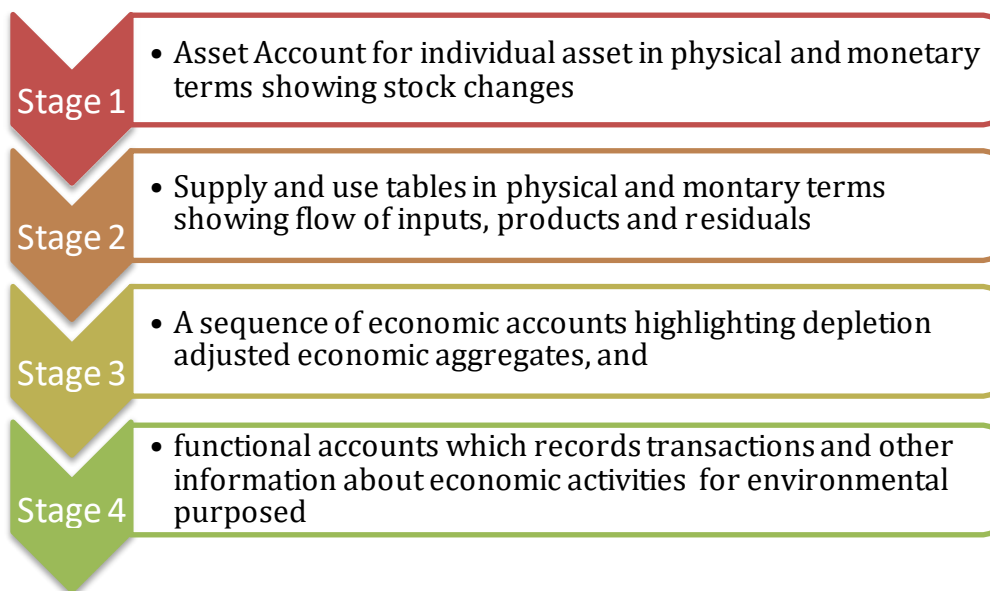 Stage 1
• Asset Account for individual asset in physical and monetary
terms showing stock changes
Stage 2
• Supply and use tables in physical and montary terms
showing flow of inputs, products and residuals
Stage 3
• A sequence of economic accounts highlighting depletion
adjusted economic aggregates, and
Stage 4
• functional accounts which records transactions and other
information about economic activities for environmental
purposed